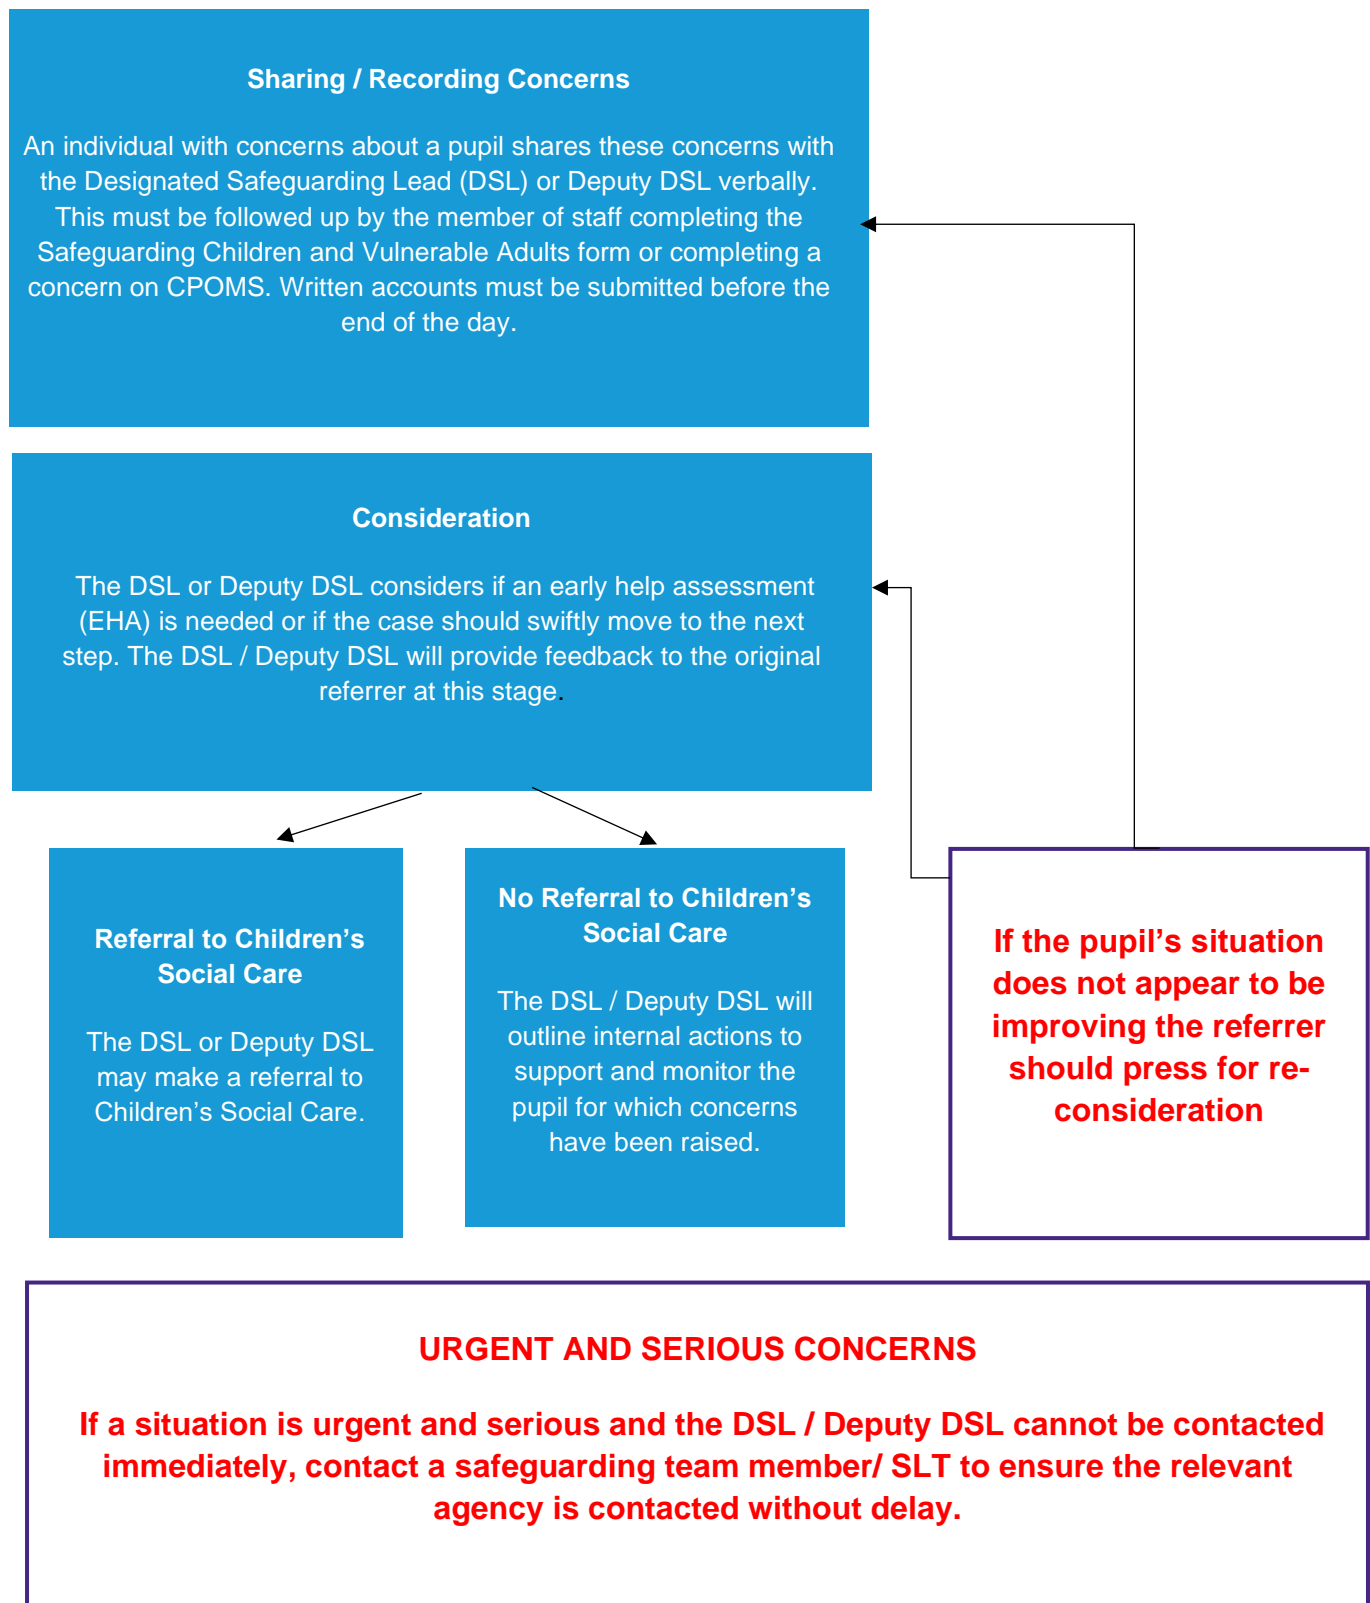 Sharing / Recording Concerns
An individual with concerns about a pupil shares these concerns with
the Designated Safeguarding Lead (DSL) or Deputy DSL verbally.
This must be followed up by the member of staff completing the
Safeguarding Children and Vulnerable Adults form or completing a
concern on CPOMS. Written accounts must be submitted before the
end of the day.
Consideration
The DSL or Deputy DSL considers if an early help assessment
(EHA) is needed or if the case should swiftly move to the next
step. The DSL / Deputy DSL will provide feedback to the original
referrer at this stage.
Referral to Children’s
Social Care
The DSL or Deputy DSL
may make a referral to
Children’s Social Care.
No Referral to Children’s
Social Care
The DSL / Deputy DSL will
outline internal actions to
support and monitor the
pupil for which concerns
have been raised.
If the pupil’s situation
does not appear to be
improving the referrer
should press for re-
consideration
URGENT AND SERIOUS CONCERNS
If a situation is urgent and serious and the DSL / Deputy DSL cannot be contacted
immediately, contact a safeguarding team member/ SLT to ensure the relevant
agency is contacted without delay.